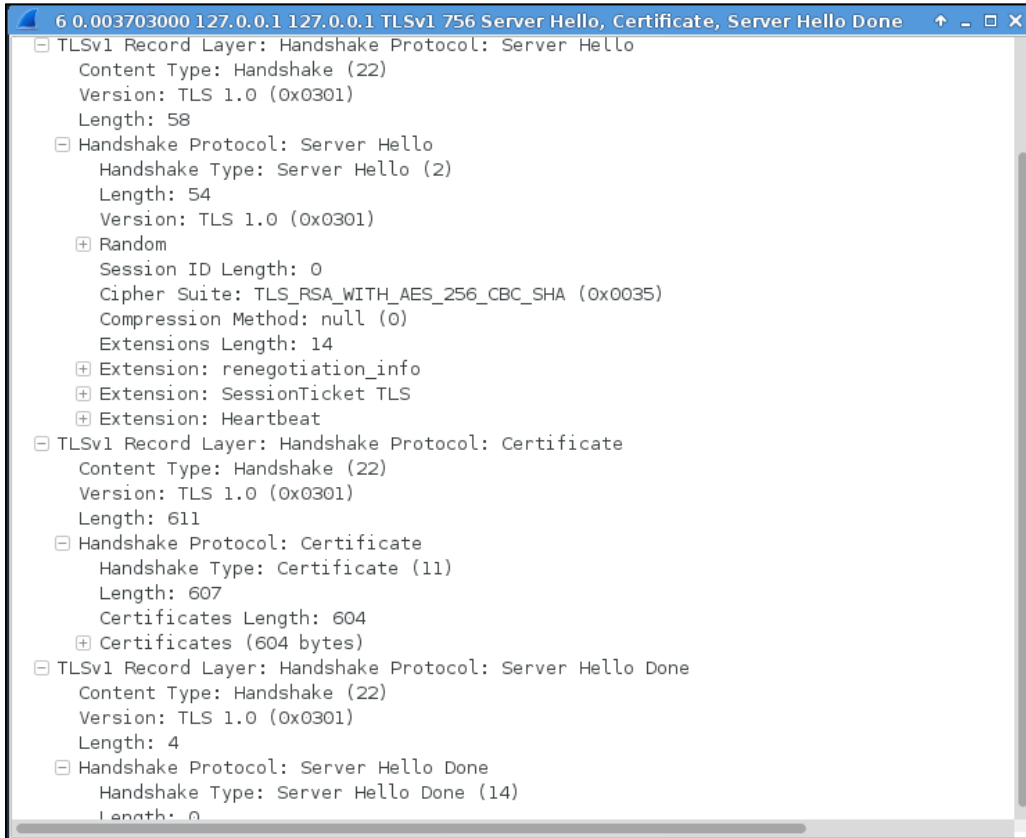 6 0.003703000 127.0.0.1 127.0.0.1 TLSv1 756 Server Hello, Certificate, Server Hello Done
TLSv1 Record Layer: Handshake Protocol: Server Hello
Content Type: Handshake (22)
Version: TLS 1.0 (0x0301)
Length: 58
Handshake Protocol: Server Hello
Handshake Type: Server Hello (2)
Length: 54
Version: TLS 1.0 (0x0301)
Random
Session ID Length: 0
Cipher Suite: TLS_RSA_WITH_AES_256_CBC_SHA (0x0035)
Compression Method: null (0)
Extensions Length: 14
Extension: renegotiation_info
Extension: SessionTicket TLS
Extension: Heartbeat
TLSv1 Record Layer: Handshake Protocol: Certificate
Content Type: Handshake (22)
Version: TLS 1.0 (0x0301)
Length: 611
Handshake Protocol: Certificate
Handshake Type: Certificate (11)
Length: 607
Certificates Length: 604
Certificates (604 bytes)
TLSv1 Record Layer: Handshake Protocol: Server Hello Done
Content Type: Handshake (22)
Version: TLS 1.0 (0x0301)
Length: 4
Handshake Protocol: Server Hello Done
Handshake Type: Server Hello Done (14)
Length: 0